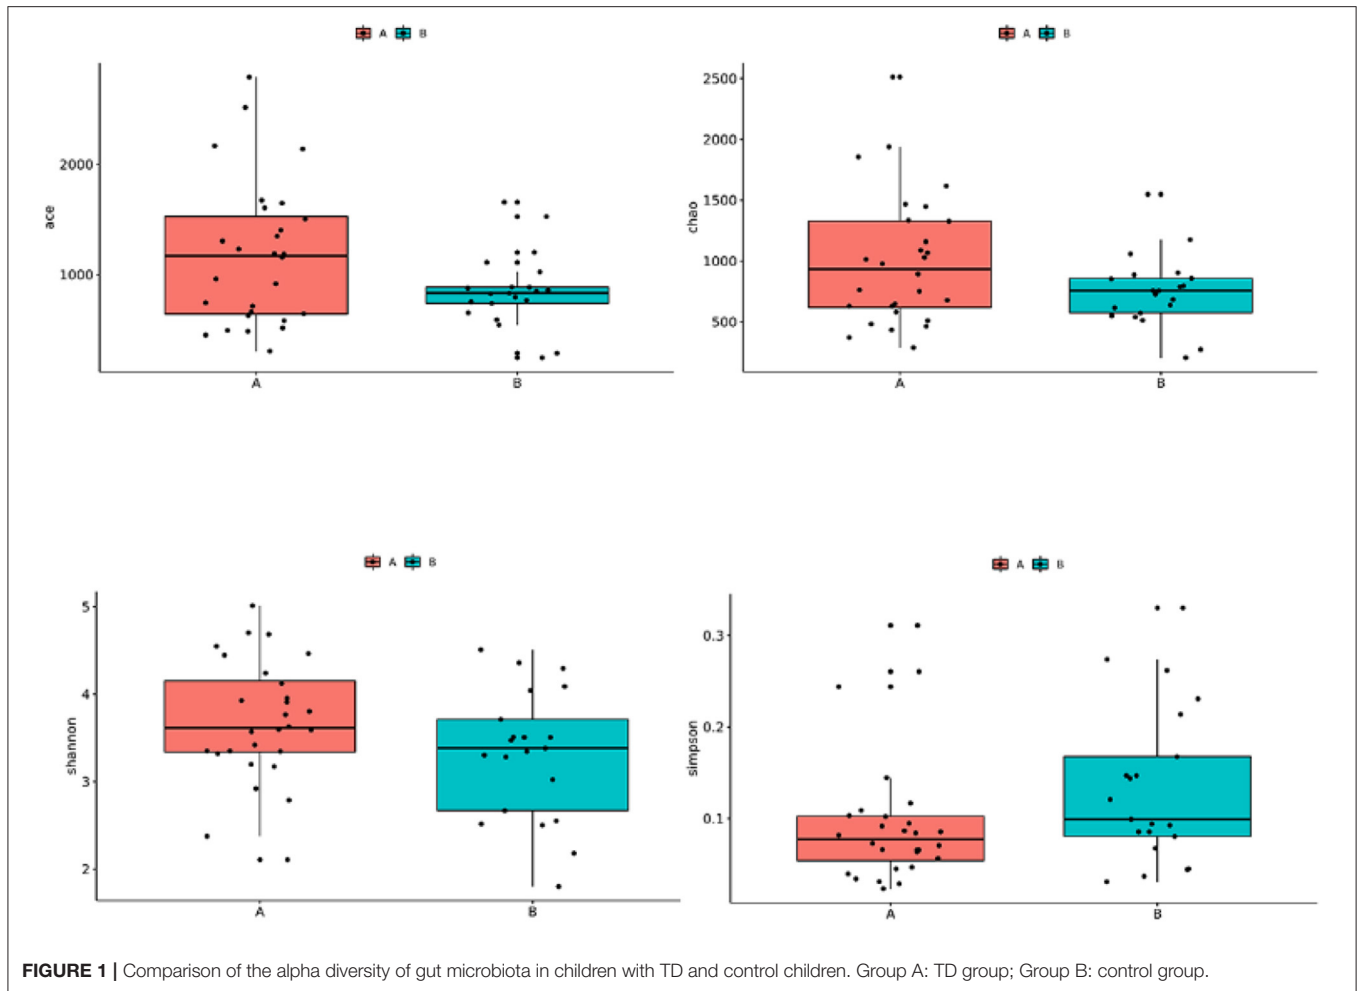 A B
2000
1000
ace
A B
A B
2500
2000
1500
1000
500
chao
A B
A B
5
4
3
2
shannon
A B
A B
0.3
0.2
0.1
simpson
A B
FIGURE 1 | Comparison of the alpha diversity of gut microbiota in children with TD and control children. Group A: TD group; Group B: control group.